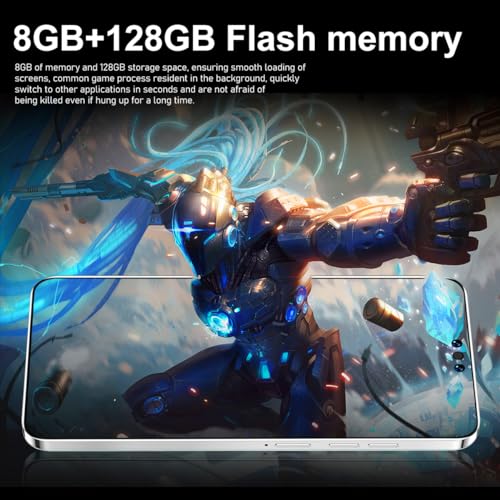 8GB+128GB Flash memory
8GB of memory and 128GB storage space, ensuring smooth loading of
screens, common game process resident in the background, quickly
switch to other applications in seconds and are not afraid of
being killed even if hung up for a long time.